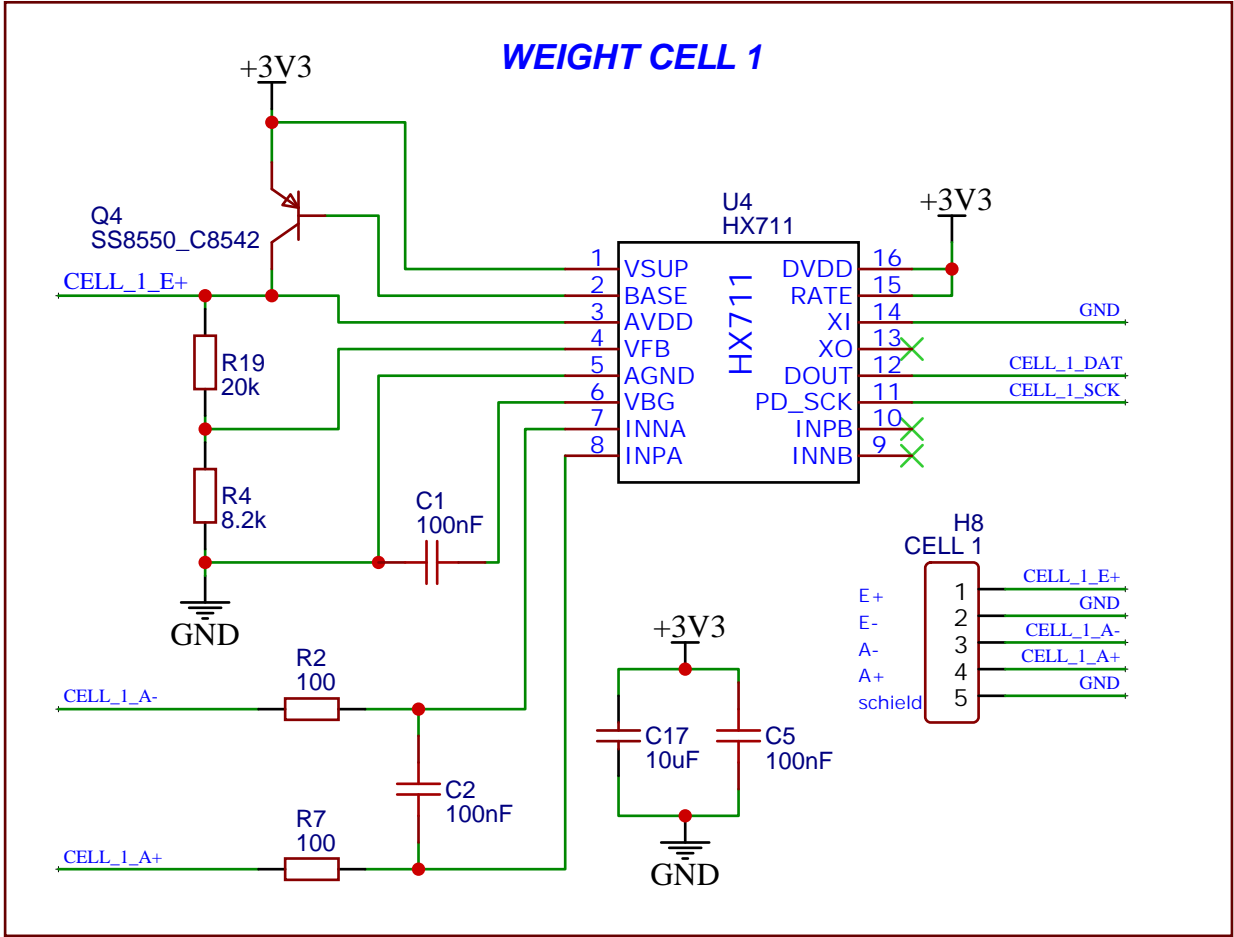 WEIGHT CELL 1
+3V3
Q4
SS8550_C8542
CELL_1_E+
R19
20k
R4
8.2k
GND
C1
100nF
U4
HX711
HX711
1 VSUP
2 BASE
3 AVDD
4 VFB
5 AGND
6 VBG
7 INNA
8 INPA
DVDD 16
RATE 15
XI 14
XO 13
DOUT 12
PD_SCK 11
INPB 10
INNB 9
+3V3
GND
CELL_1_DAT
CELL_1_SCK
H8
CELL 1
E+ 1 CELL_1_E+
E- 2 GND
A- 3 CELL_1_A-
A+ 4 CELL_1_A+
schield 5 GND
CELL_1_A-
R2
100
C2
100nF
R7
100
CELL_1_A+
+3V3
C17
10uF
C5
100nF
GND